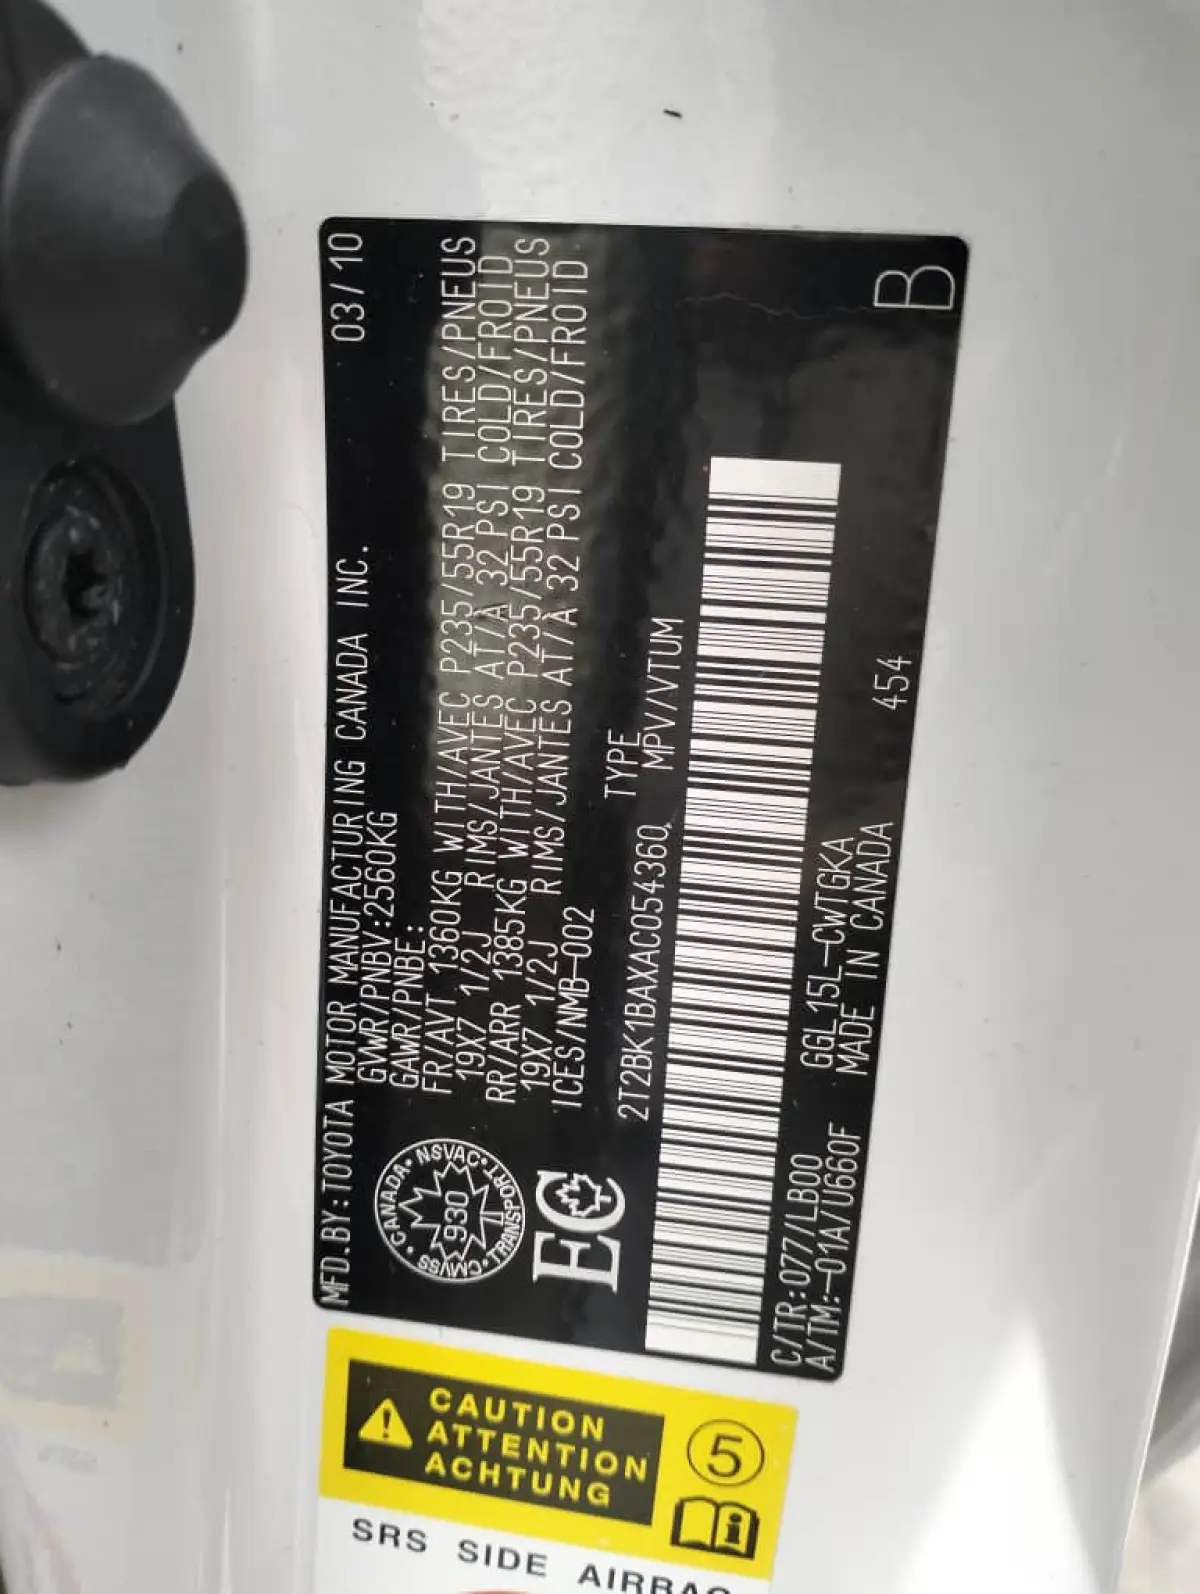 MFD.BY:TOYOTA MOTOR MANUFACTURING CANADA INC. 03/10
GVWR/PNBV:2560KG
GAWR/PNBE:
FR/AVT 1360KG WITH/AVEC P235/55R19 TIRES/PNEUS
19X7 1/2J RIMS/JANTES AT/À 32 PSI COLD/FROID
RR/ARR 1385KG WITH/AVEC P235/55R19 TIRES/PNEUS
19X7 1/2J RIMS/JANTES AT/À 32 PSI COLD/FROID
ICES/NMB-002
CANADA • NSVAC • TRANSPORT • CMVSS •
930
EC
2T2BK1BAXAC054360, TYPE
MPV/VTUM
C/TR:077/LB00 GGL15L-CWTGKA 454 B
A/TM:-01A/U660F MADE IN CANADA
CAUTION
ATTENTION
ACHTUNG
5
i
SRS SIDE AIRBAG